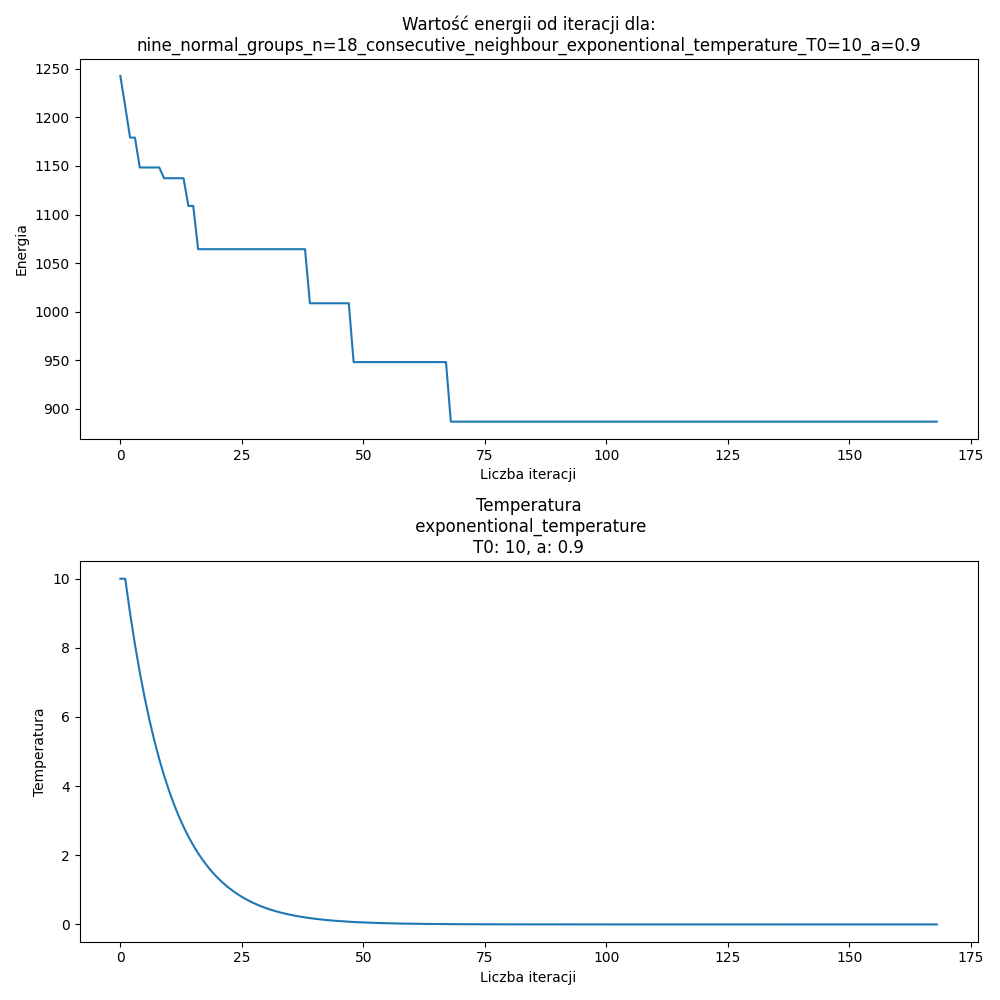 Wartość energii od iteracji dla:
nine_normal_groups_n=18_consecutive_neighbour_exponentional_temperature_T0=10_a=0.9
1250
1200
1150
1100
1050
1000
950
900
Energia
0 25 50 75 100 125 150 175
Liczba iteracji
Temperatura
exponentional_temperature
T0: 10, a: 0.9
10
8
6
4
2
0
Temperatura
0 25 50 75 100 125 150 175
Liczba iteracji